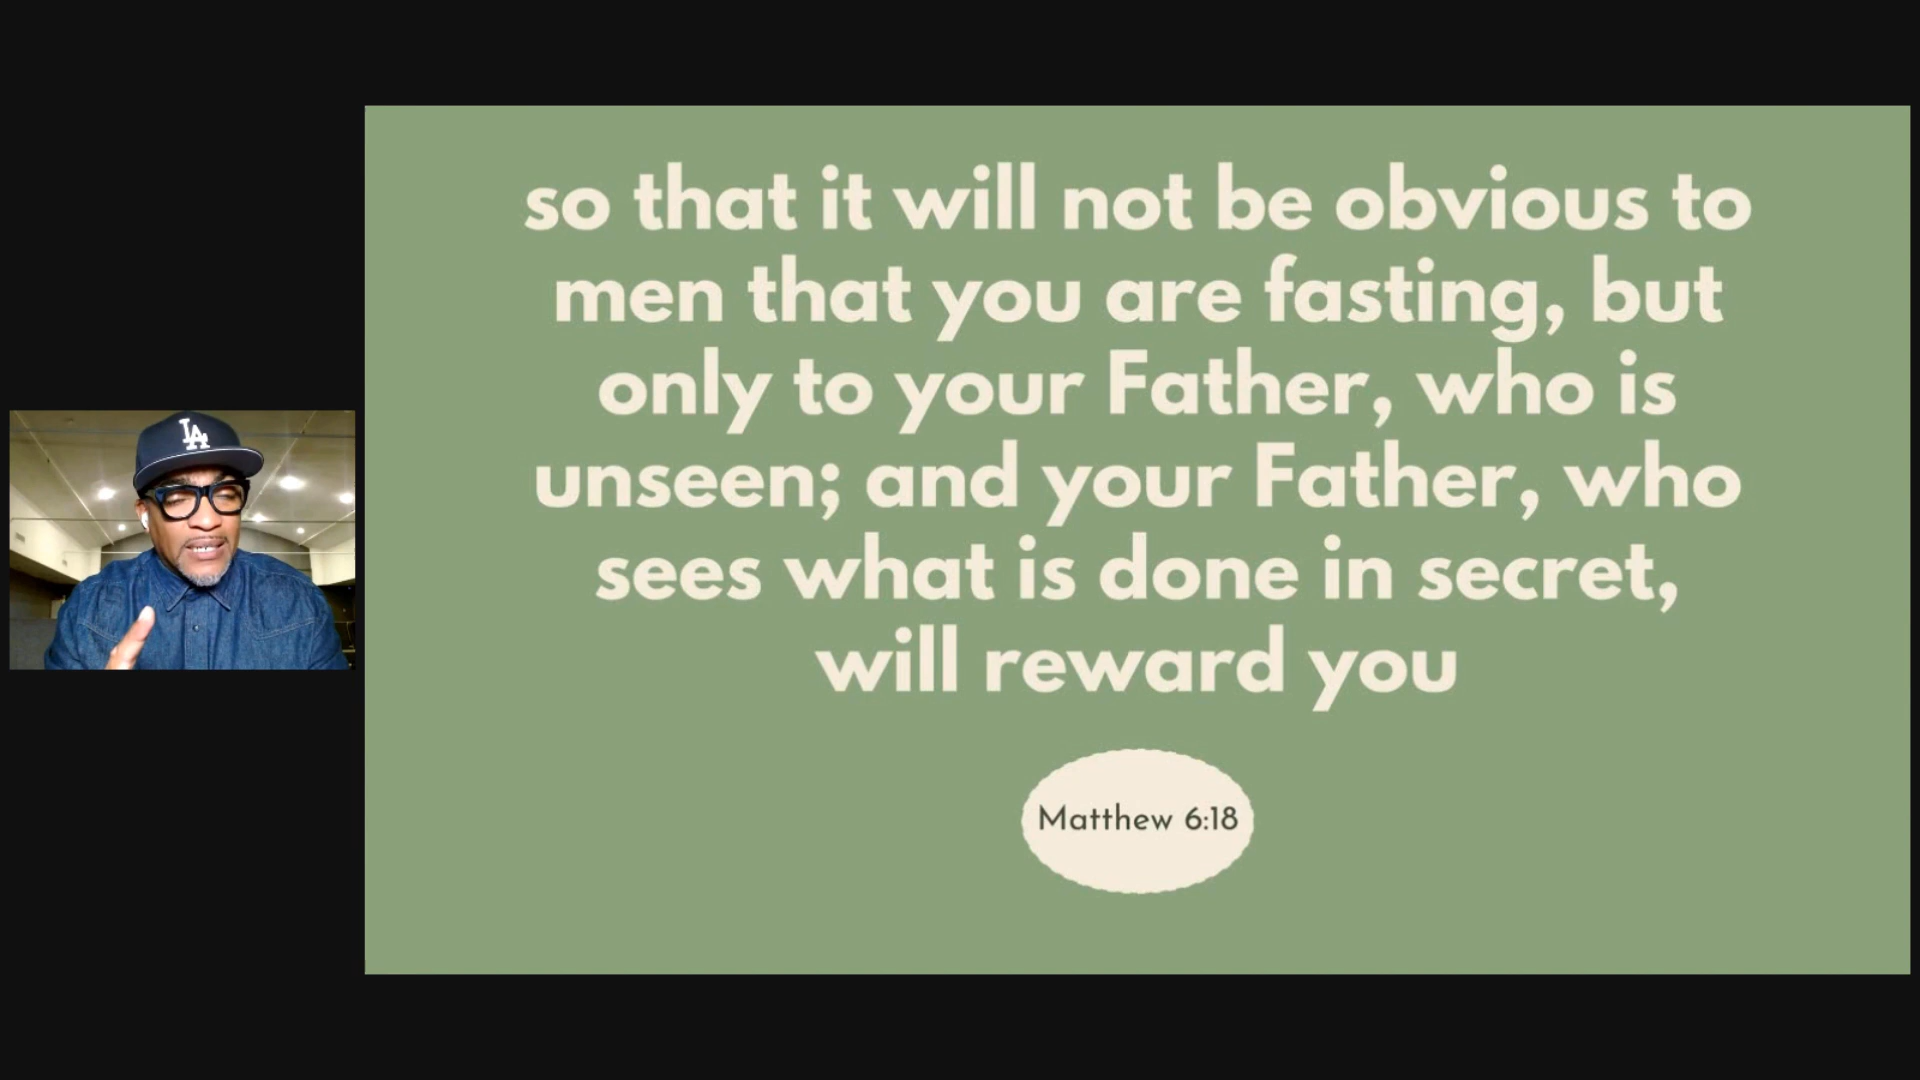 LA
so that it will not be obvious to
men that you are fasting, but
only to your Father, who is
unseen; and your Father, who
sees what is done in secret,
will reward you
Matthew 6:18